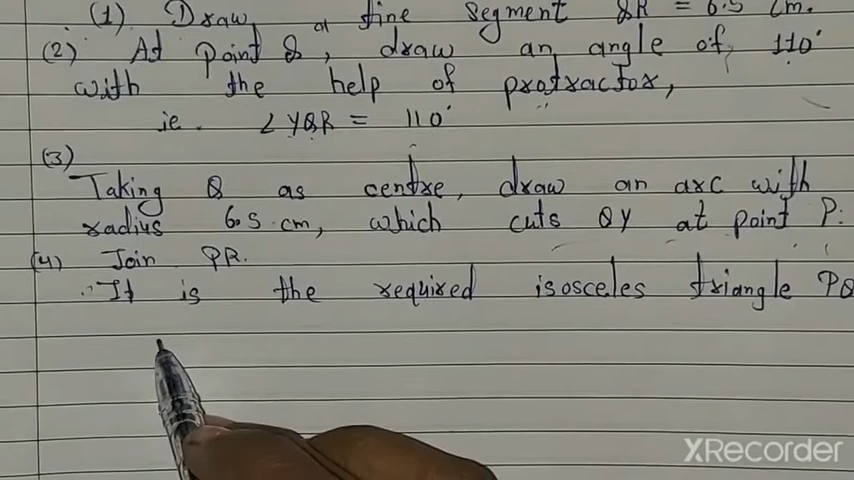 (1) Draw a fine segment QR = 6.5 cm.
(2) At point Q, draw an angle of 110°
with the help of protractor,
ie. ∠YQR = 110°
(3)
Taking Q as centre, draw an arc with
radius 6.5 cm, which cuts QY at point P.
(4) Join PR.
∴ It is the required isosceles triangle PQ
XRecorder